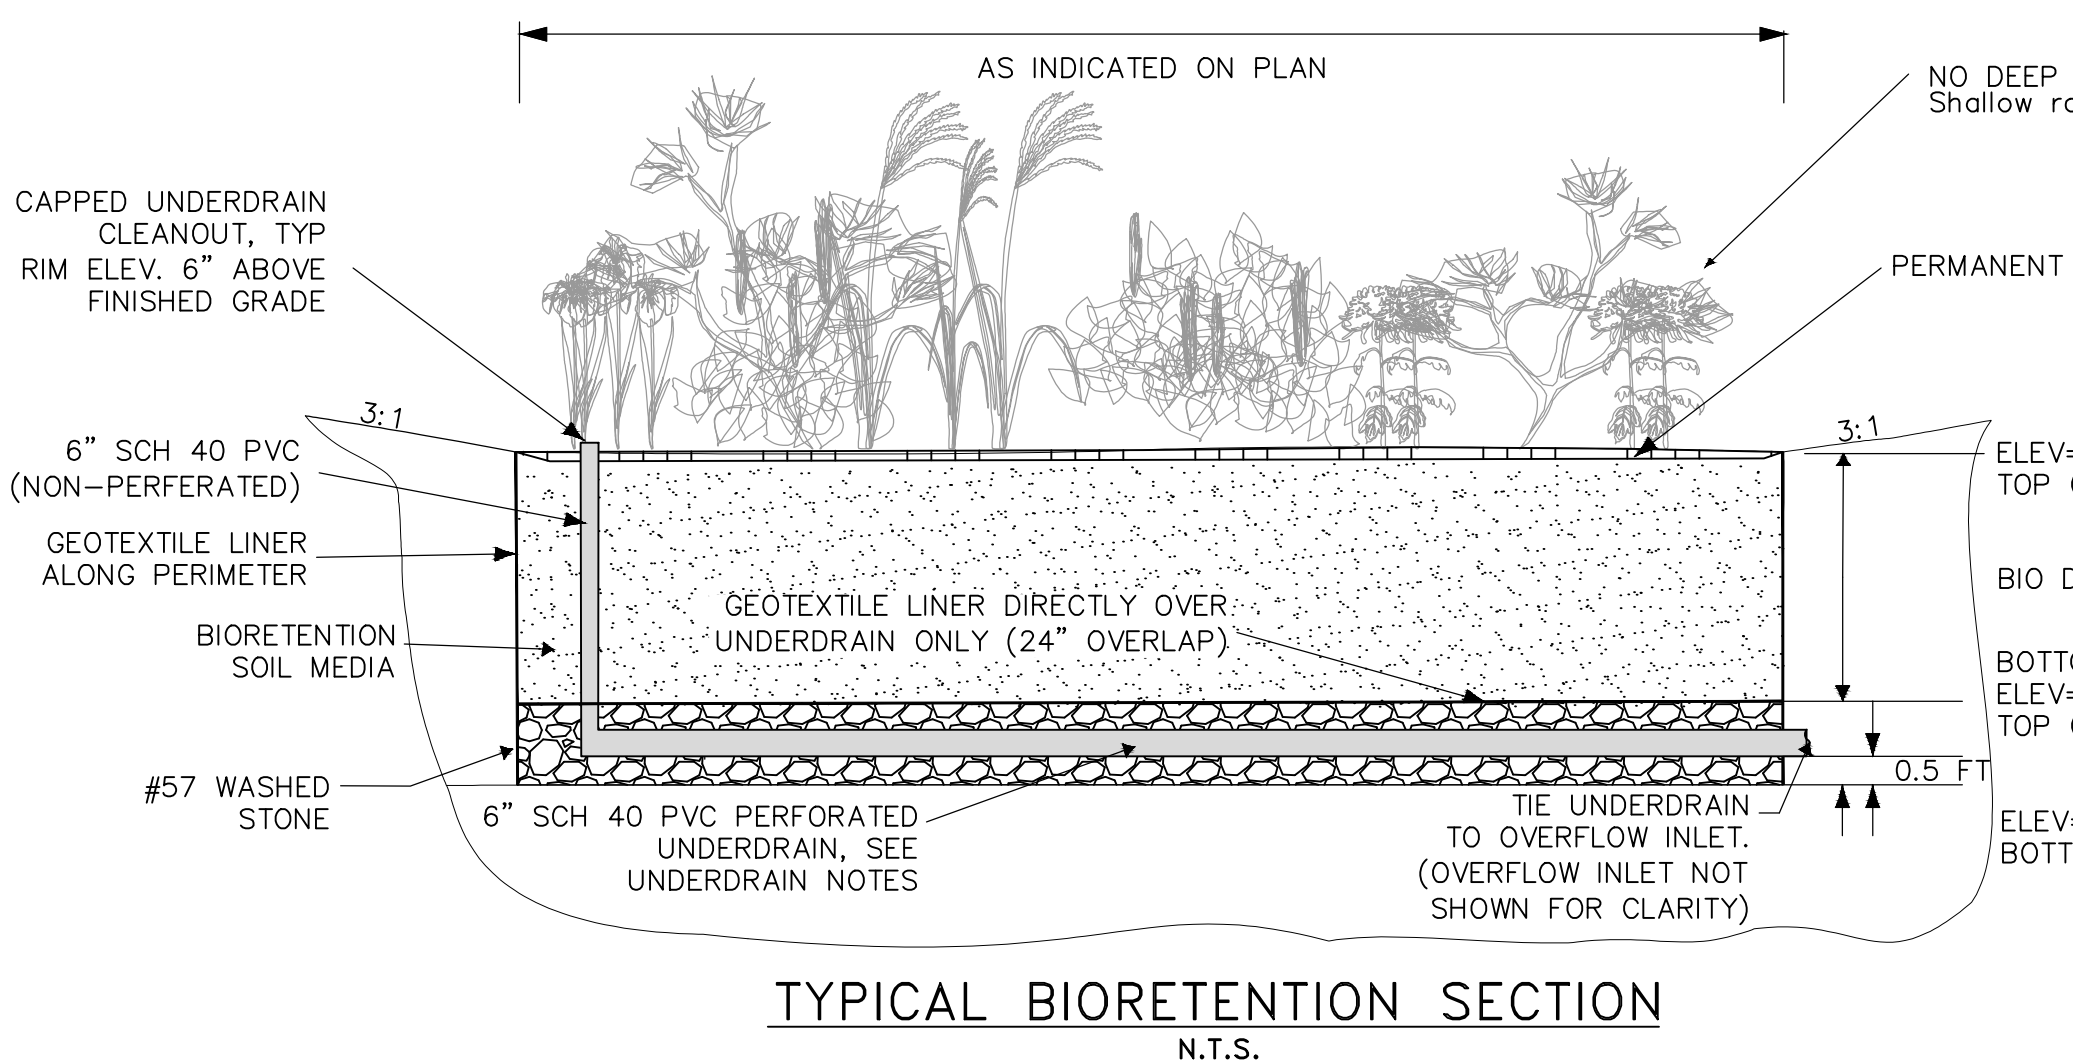 AS INDICATED ON PLAN
NO DEEP
Shallow
CAPPED UNDERDRAIN
CLEANOUT, TYP
RIM ELEV. 6" ABOVE
FINISHED GRADE
PERMANENT
3:1
3:1
6" SCH 40 PVC
(NON-PERFERATED)
ELEV=
TOP
GEOTEXTILE LINER
ALONG PERIMETER
BIO
GEOTEXTILE LINER DIRECTLY OVER
UNDERDRAIN ONLY (24" OVERLAP)
BIORETENTION
SOIL MEDIA
ELEV=
TOP
#57 WASHED
STONE
0.5 FT
6" SCH 40 PVC PERFORATED
UNDERDRAIN, SEE
UNDERDRAIN NOTES
TIE UNDERDRAIN
TO OVERFLOW INLET.
(OVERFLOW INLET NOT
SHOWN FOR CLARITY)
ELEV=
TYPICAL BIORETENTION SECTION
N.T.S.